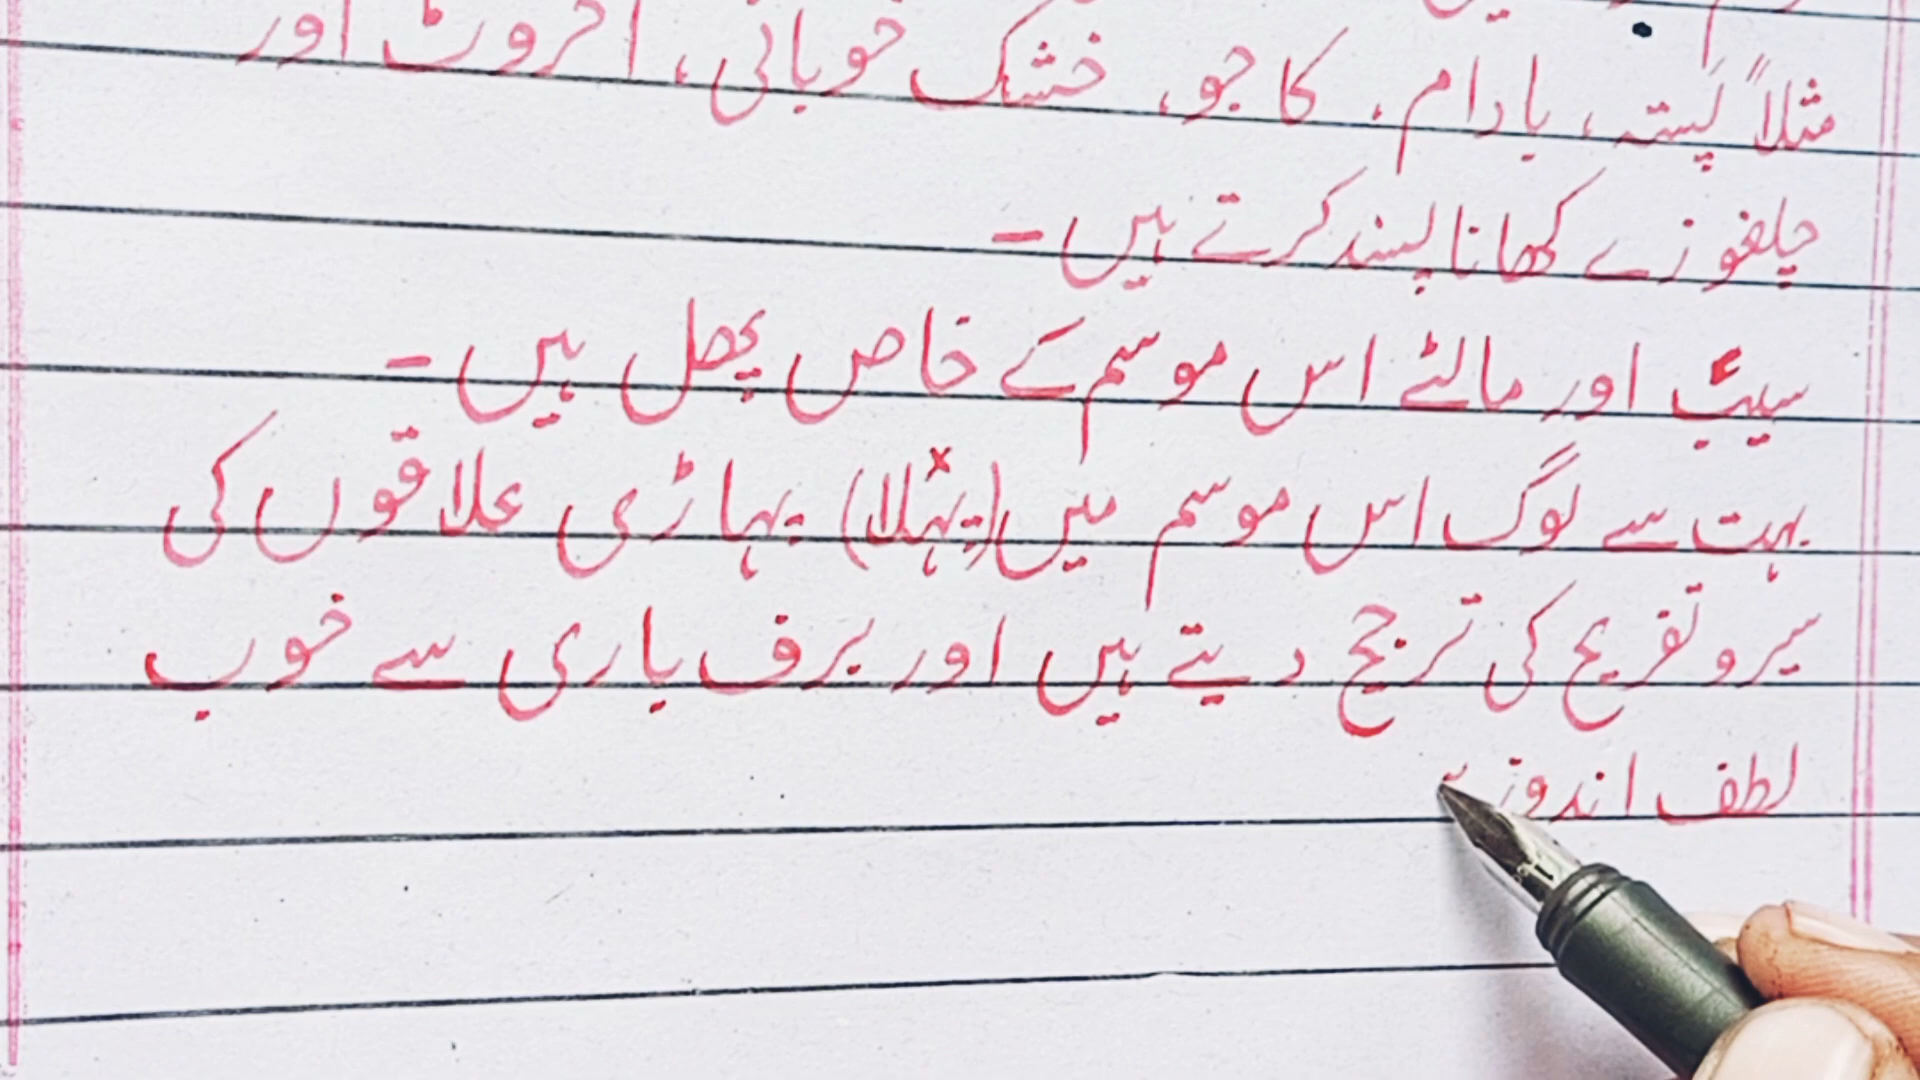 مثلاً پستہ، بادام، کاجو، خشک خوبانی، اخروٹ اور
چلغوزے کھانا پسند کرتے ہیں۔
سیب اور مالٹے اس موسم کے خاص پھل ہیں۔
بہت سے لوگ اس موسم میں (پہلا) پہاڑی علاقوں کی
سیر و تفریح کی ترجیح دیتے ہیں اور برف باری سے خوب
لطف اندوز